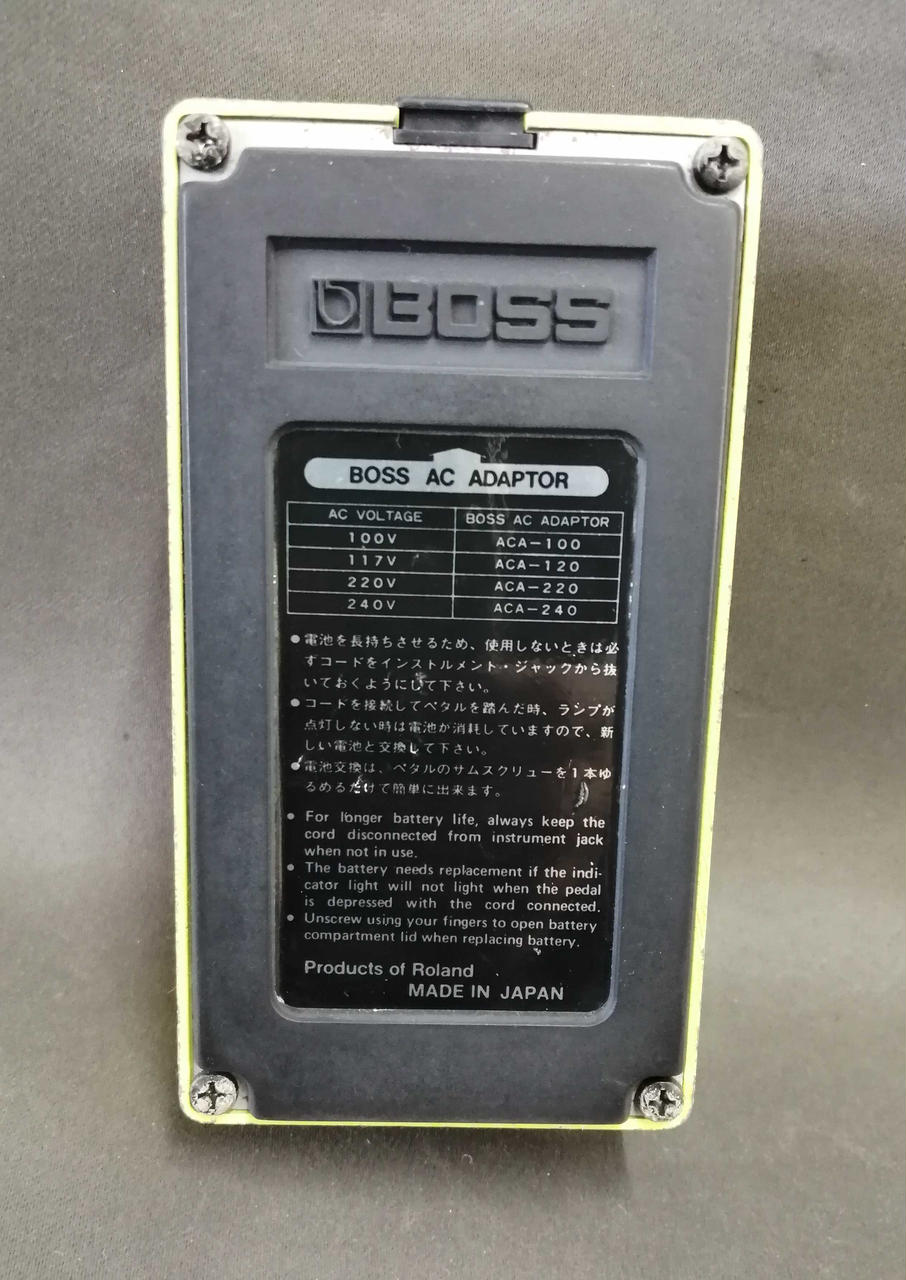 BOSS
BOSS AC ADAPTOR
AC VOLTAGE BOSS AC ADAPTOR
100V ACA-100
117V ACA-120
220V ACA-220
240V ACA-240
●電池を長持ちさせるため、使用しないときは必
ずコードをインストルメント・ジャックから抜
いておくようにして下さい。
●コードを接続してペタルを踏んだ時、ランプが
点灯しない時は電池が消耗していますので、新
しい電池と交換して下さい。
●電池交換は、ペタルのサムスクリューを1本ゆ
るめるだけで簡単に出来ます。
● For longer battery life, always keep the
cord disconnected from instrument jack
when not in use.
● The battery needs replacement if the indi-
cator light will not light when the pedal
is depressed with the cord connected.
● Unscrew using your fingers to open battery
compartment lid when replacing battery.
Products of Roland
MADE IN JAPAN